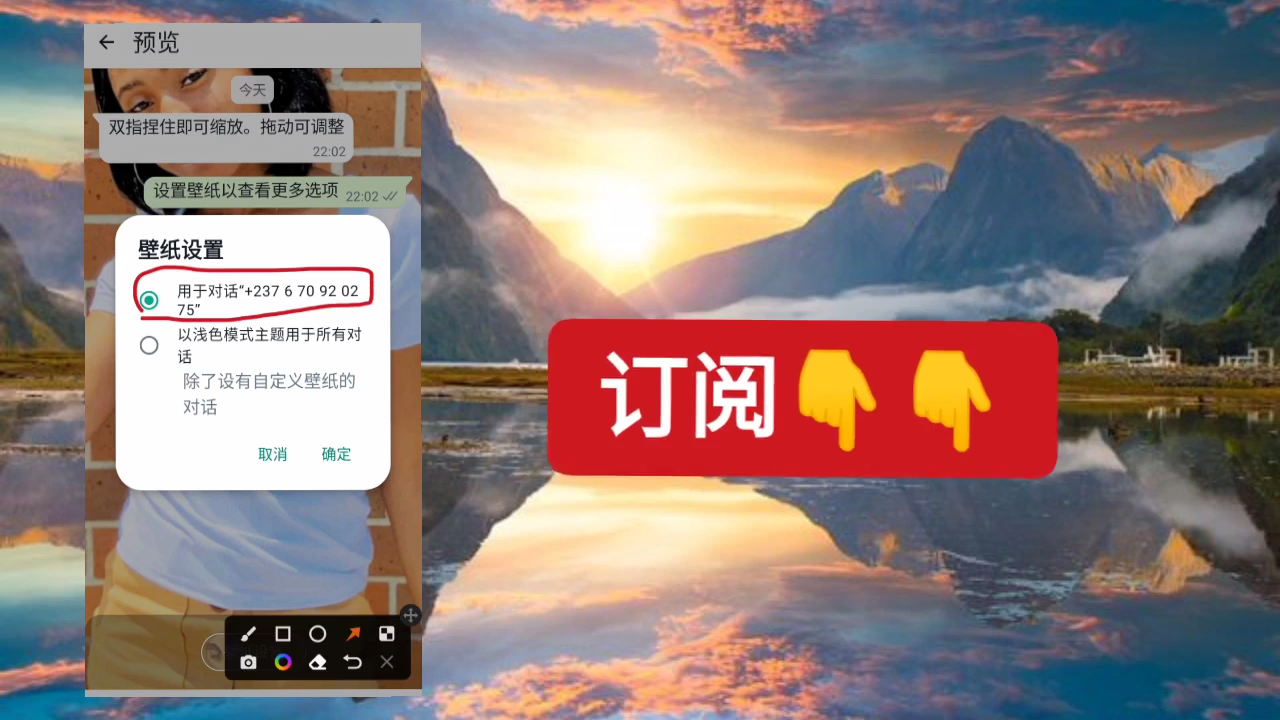 预览
今天
双指捏住即可缩放。拖动可调整
22:02
设置壁纸以查看更多选项 22:02
壁纸设置
用于对话“+237 6 70 92 02
75”
以浅色模式主题用于所有对
话
除了设有自定义壁纸的
对话
取消 确定
订阅👇👇